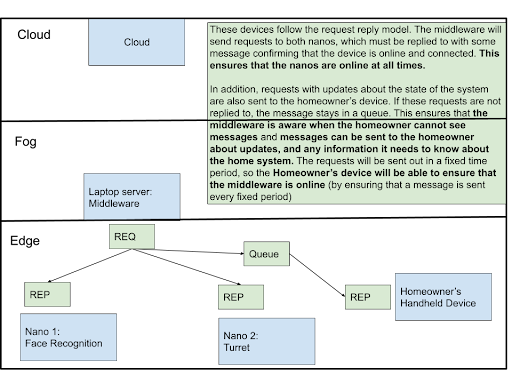 Cloud
Cloud
These devices follow the request reply model. The middleware will
send requests to both nanos, which must be replied to with some
message confirming that the device is online and connected. This
ensures that the nanos are online at all times.
In addition, requests with updates about the state of the system
are also sent to the homeowner's device. If these requests are not
replied to, the message stays in a queue. This ensures that the
middleware is aware when the homeowner cannot see
messages and messages can be sent to the homeowner
about updates, and any information it needs to know about
the home system. The requests will be sent out in a fixed time
period, so the Homeowner's device will be able to ensure that
the middleware is online (by ensuring that a message is sent
every fixed period)
Fog
Laptop server:
Middleware
Edge
REQ
Queue
REP
REP
REP
Homeowner's
Handheld Device
Nano 1:
Face Recognition
Nano 2:
Turret